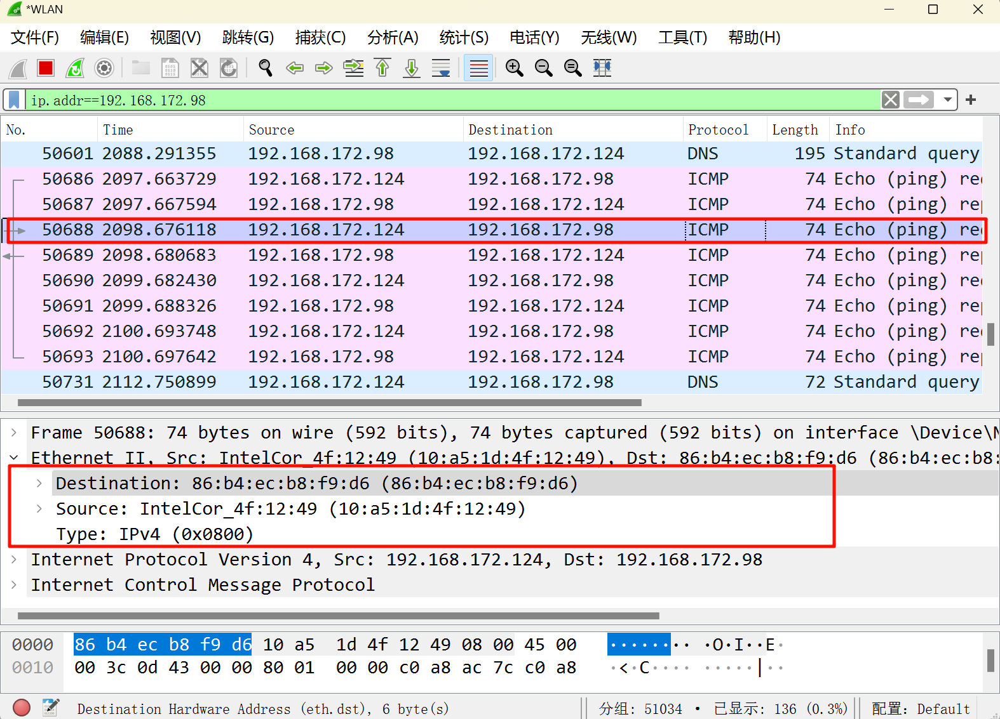 *WLAN
文件(F) 编辑(E) 视图(V) 跳转(G) 捕获(C) 分析(A) 统计(S) 电话(Y) 无线(W) 工具(T) 帮助(H)
ip.addr==192.168.172.98
No. Time Source Destination Protocol Length Info
50601 2088.291355 192.168.172.98 192.168.172.124 DNS 195 Standard query
50686 2097.663729 192.168.172.124 192.168.172.98 ICMP 74 Echo (ping) re
50687 2097.667594 192.168.172.98 192.168.172.124 ICMP 74 Echo (ping) re
50688 2098.676118 192.168.172.124 192.168.172.98 ICMP 74 Echo (ping) re
50689 2098.680683 192.168.172.98 192.168.172.124 ICMP 74 Echo (ping) re
50690 2099.682430 192.168.172.124 192.168.172.98 ICMP 74 Echo (ping) re
50691 2099.688326 192.168.172.98 192.168.172.124 ICMP 74 Echo (ping) re
50692 2100.693748 192.168.172.124 192.168.172.98 ICMP 74 Echo (ping) re
50693 2100.697642 192.168.172.98 192.168.172.124 ICMP 74 Echo (ping) re
50731 2112.750899 192.168.172.124 192.168.172.98 DNS 72 Standard query
Frame 50688: 74 bytes on wire (592 bits), 74 bytes captured (592 bits) on interface \Device\N
Ethernet II, Src: IntelCor_4f:12:49 (10:a5:1d:4f:12:49), Dst: 86:b4:ec:b8:f9:d6 (86:b4:ec:b8:
Destination: 86:b4:ec:b8:f9:d6 (86:b4:ec:b8:f9:d6)
Source: IntelCor_4f:12:49 (10:a5:1d:4f:12:49)
Type: IPv4 (0x0800)
Internet Protocol Version 4, Src: 192.168.172.124, Dst: 192.168.172.98
Internet Control Message Protocol
0000 86 b4 ec b8 f9 d6 10 a5 1d 4f 12 49 08 00 45 00 ········ ·O·I··E·
0010 00 3c 0d 43 00 00 80 01 00 00 c0 a8 ac 7c c0 a8 ·<·C···· ·····|··
Destination Hardware Address (eth.dst), 6 byte(s) 分组: 51034 · 已显示: 136 (0.3%) 配置: Default